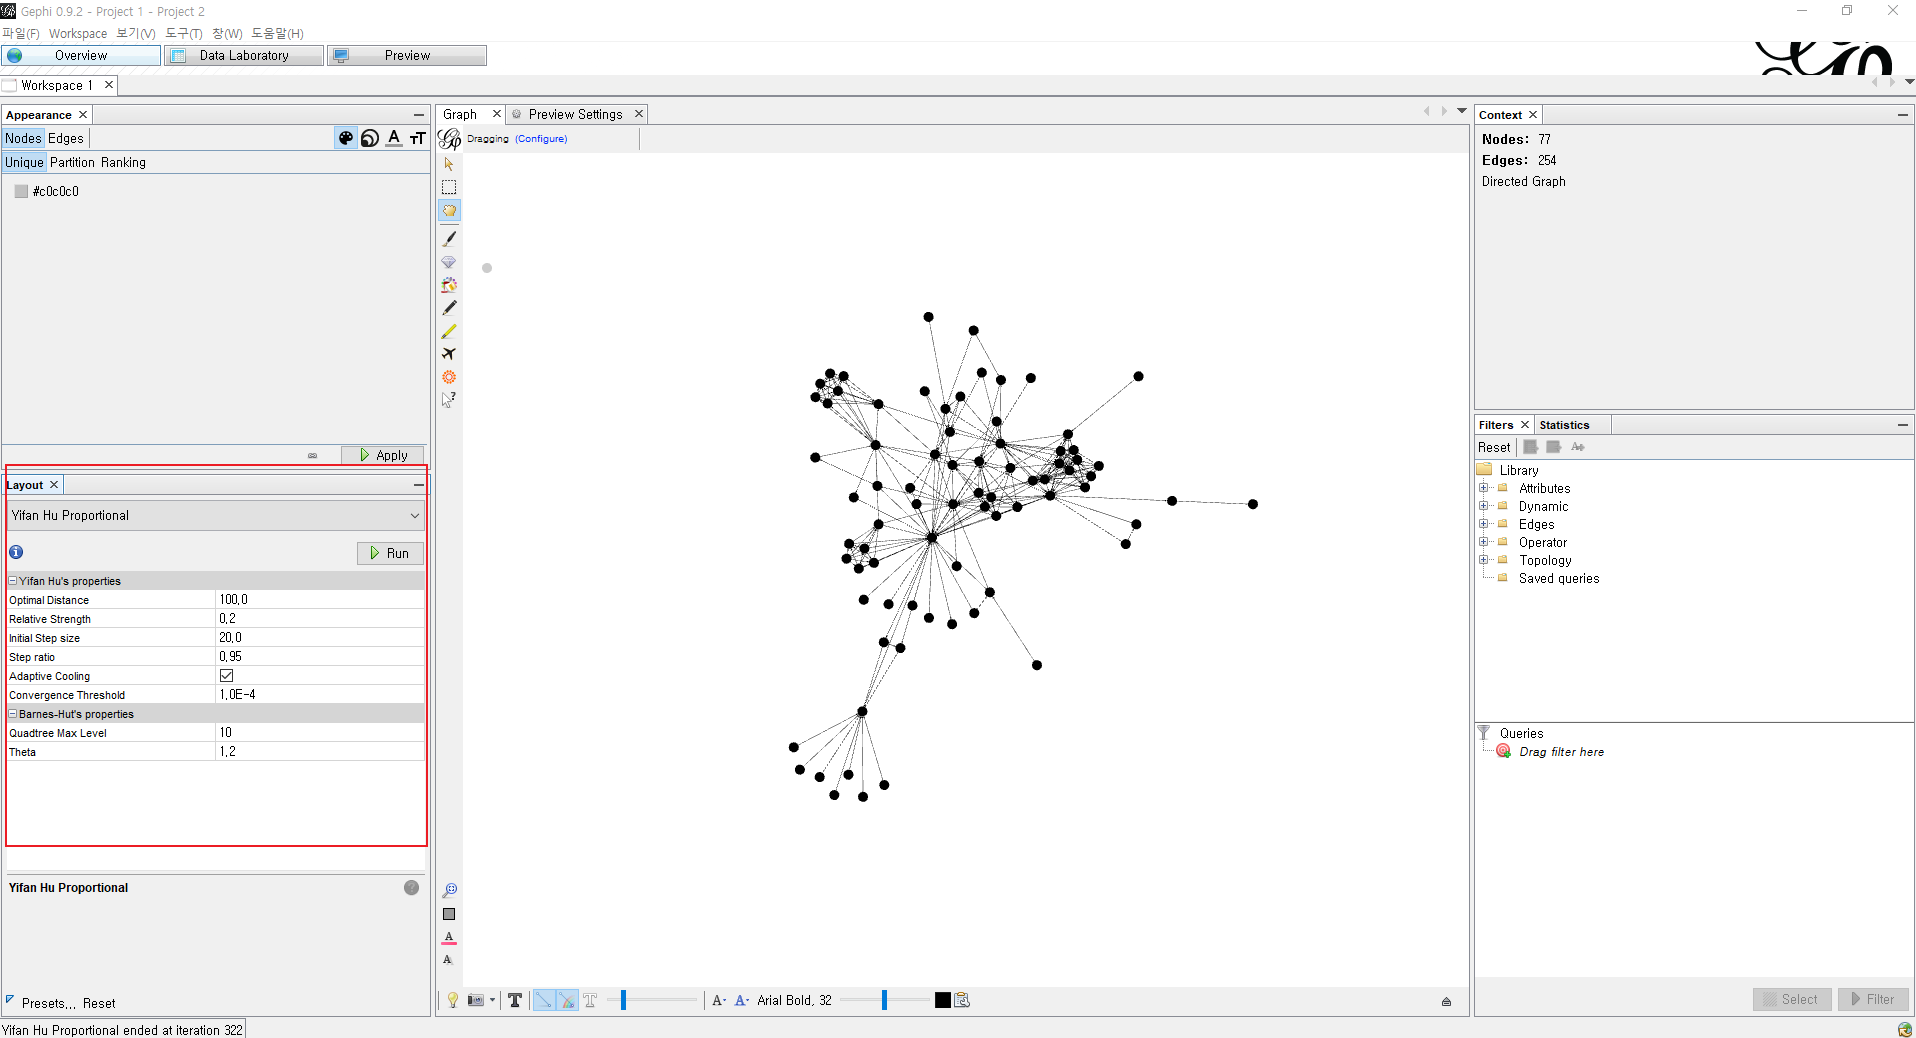 Gephi 0.9.2 - Project 1 - Project 2
파일(F) Workspace 보기(V) 도구(T) 창(W) 도움말(H)
Overview Data Laboratory Preview
Workspace 1
Appearance
Nodes Edges
Unique Partition Ranking
#c0c0c0
Apply
Layout
Yifan Hu Proportional
Run
Yifan Hu's properties
Optimal Distance 100,0
Relative Strength 0,2
Initial Step size 20,0
Step ratio 0,95
Adaptive Cooling
Convergence Threshold 1,0E-4
Barnes-Hut's properties
Quadtree Max Level 10
Theta 1,2
Yifan Hu Proportional
Presets... Reset
Yifan Hu Proportional ended at iteration 322
Graph Preview Settings
Dragging (Configure)
Arial Bold, 32
Context
Nodes: 77
Edges: 254
Directed Graph
Filters Statistics
Reset
Library
Attributes
Dynamic
Edges
Operator
Topology
Saved queries
Queries
Drag filter here
Select Filter